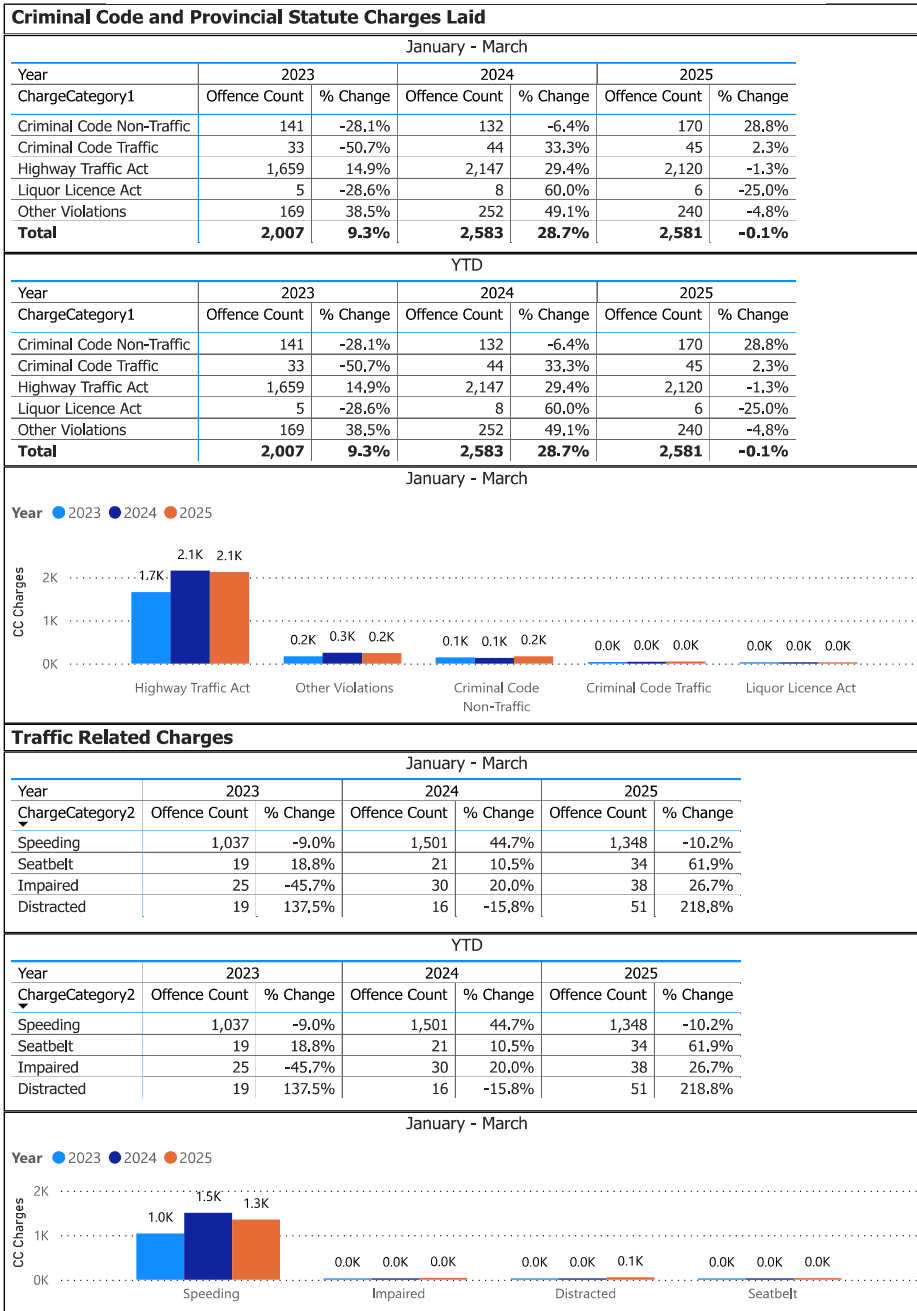 Criminal Code and Provincial Statute Charges Laid
January - March
Year 2023 2024 2025
ChargeCategory1 Offence Count % Change Offence Count % Change Offence Count % Change
Criminal Code Non-Traffic 141 -28.1% 132 -6.4% 170 28.8%
Criminal Code Traffic 33 -50.7% 44 33.3% 45 2.3%
Highway Traffic Act 1,659 14.9% 2,147 29.4% 2,120 -1.3%
Liquor Licence Act 5 -28.6% 8 60.0% 6 -25.0%
Other Violations 169 38.5% 252 49.1% 240 -4.8%
Total 2,007 9.3% 2,583 28.7% 2,581 -0.1%
YTD
Year 2023 2024 2025
ChargeCategory1 Offence Count % Change Offence Count % Change Offence Count % Change
Criminal Code Non-Traffic 141 -28.1% 132 -6.4% 170 28.8%
Criminal Code Traffic 33 -50.7% 44 33.3% 45 2.3%
Highway Traffic Act 1,659 14.9% 2,147 29.4% 2,120 -1.3%
Liquor Licence Act 5 -28.6% 8 60.0% 6 -25.0%
Other Violations 169 38.5% 252 49.1% 240 -4.8%
Total 2,007 9.3% 2,583 28.7% 2,581 -0.1%
January - March
Year 2023 2024 2025
CC Charges
2K
1K
0K
1.7K 2.1K 2.1K
0.2K 0.3K 0.2K
0.1K 0.1K 0.2K
0.0K 0.0K 0.0K
0.0K 0.0K 0.0K
Highway Traffic Act Other Violations Criminal Code Criminal Code Traffic Liquor Licence Act
Non-Traffic
Traffic Related Charges
January - March
Year 2023 2024 2025
ChargeCategory2 Offence Count % Change Offence Count % Change Offence Count % Change
Speeding 1,037 -9.0% 1,501 44.7% 1,348 -10.2%
Seatbelt 19 18.8% 21 10.5% 34 61.9%
Impaired 25 -45.7% 30 20.0% 38 26.7%
Distracted 19 137.5% 16 -15.8% 51 218.8%
YTD
Year 2023 2024 2025
ChargeCategory2 Offence Count % Change Offence Count % Change Offence Count % Change
Speeding 1,037 -9.0% 1,501 44.7% 1,348 -10.2%
Seatbelt 19 18.8% 21 10.5% 34 61.9%
Impaired 25 -45.7% 30 20.0% 38 26.7%
Distracted 19 137.5% 16 -15.8% 51 218.8%
January - March
Year 2023 2024 2025
CC Charges
2K
1K
0K
1.0K 1.5K 1.3K
0.0K 0.0K 0.0K
0.0K 0.0K 0.1K
0.0K 0.0K 0.0K
Speeding Impaired Distracted Seatbelt